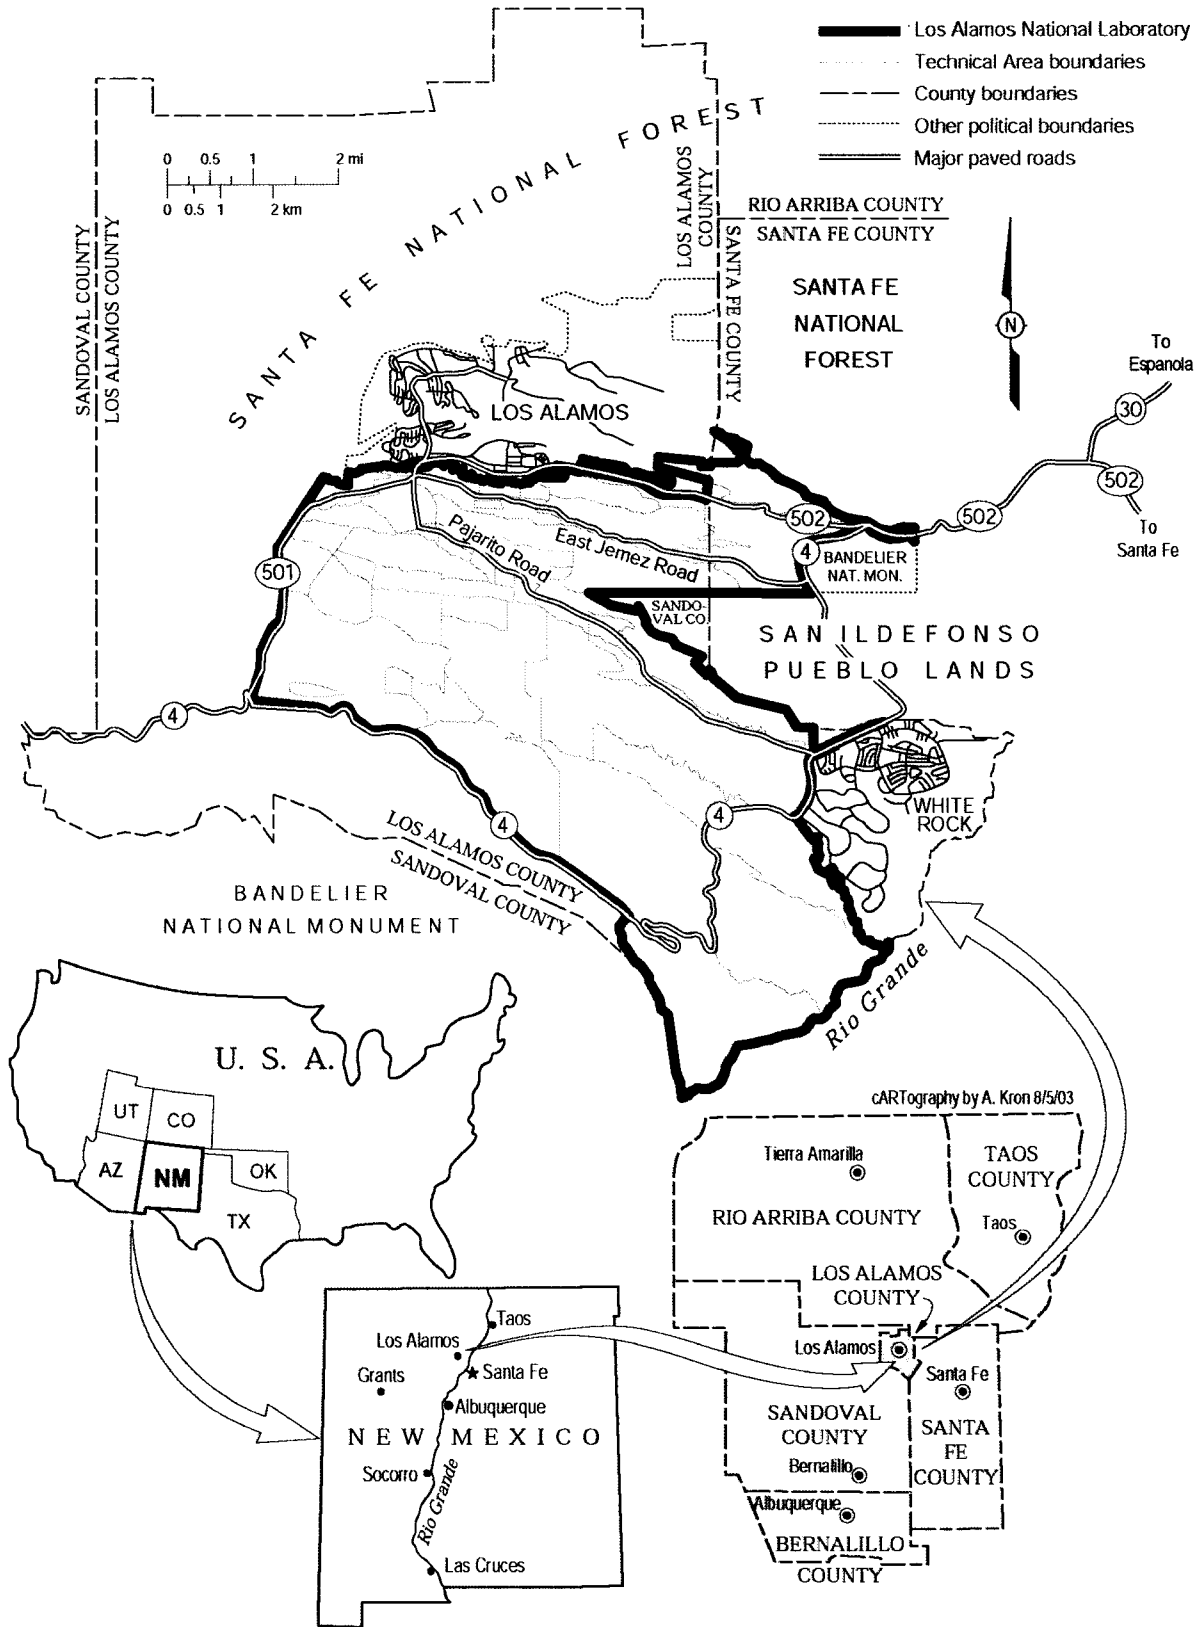 Los Alamos National Laboratory
Technical Area boundaries
County boundaries
Other political boundaries
Major paved roads
0 0.5 1 2 mi
0 0.5 1 2 km
SANTA FE NATIONAL FOREST
SANDOVAL COUNTY
LOS ALAMOS COUNTY
LOS ALAMOS
COUNTY
SANTA FE COUNTY
RIO ARRIBA COUNTY
SANTA FE COUNTY
SANTA FE
NATIONAL
FOREST
N
To
Espanola
30
502
To
Santa Fe
502
502
LOS ALAMOS
Pajarito Road
East Jemez Road
4
BANDELIER
NAT. MON.
501
SANDO-
VAL CO.
SAN ILDEFONSO
PUEBLO LANDS
4
WHITE
ROCK
4
4
LOS ALAMOS COUNTY
SANDOVAL COUNTY
BANDELIER
NATIONAL MONUMENT
Rio Grande
U. S. A.
UT
CO
AZ
NM
OK
TX
cARTography by A. Kron 8/5/03
Tierra Amarilla
TAOS
COUNTY
RIO ARRIBA COUNTY
Taos
LOS ALAMOS
COUNTY
Los Alamos
Santa Fe
SANDOVAL
COUNTY
SANTA
FE
COUNTY
Bernalillo
Albuquerque
BERNALILLO
COUNTY
Taos
Los Alamos
Grants
Santa Fe
Albuquerque
NEW MEXICO
Socorro
Rio Grande
Las Cruces